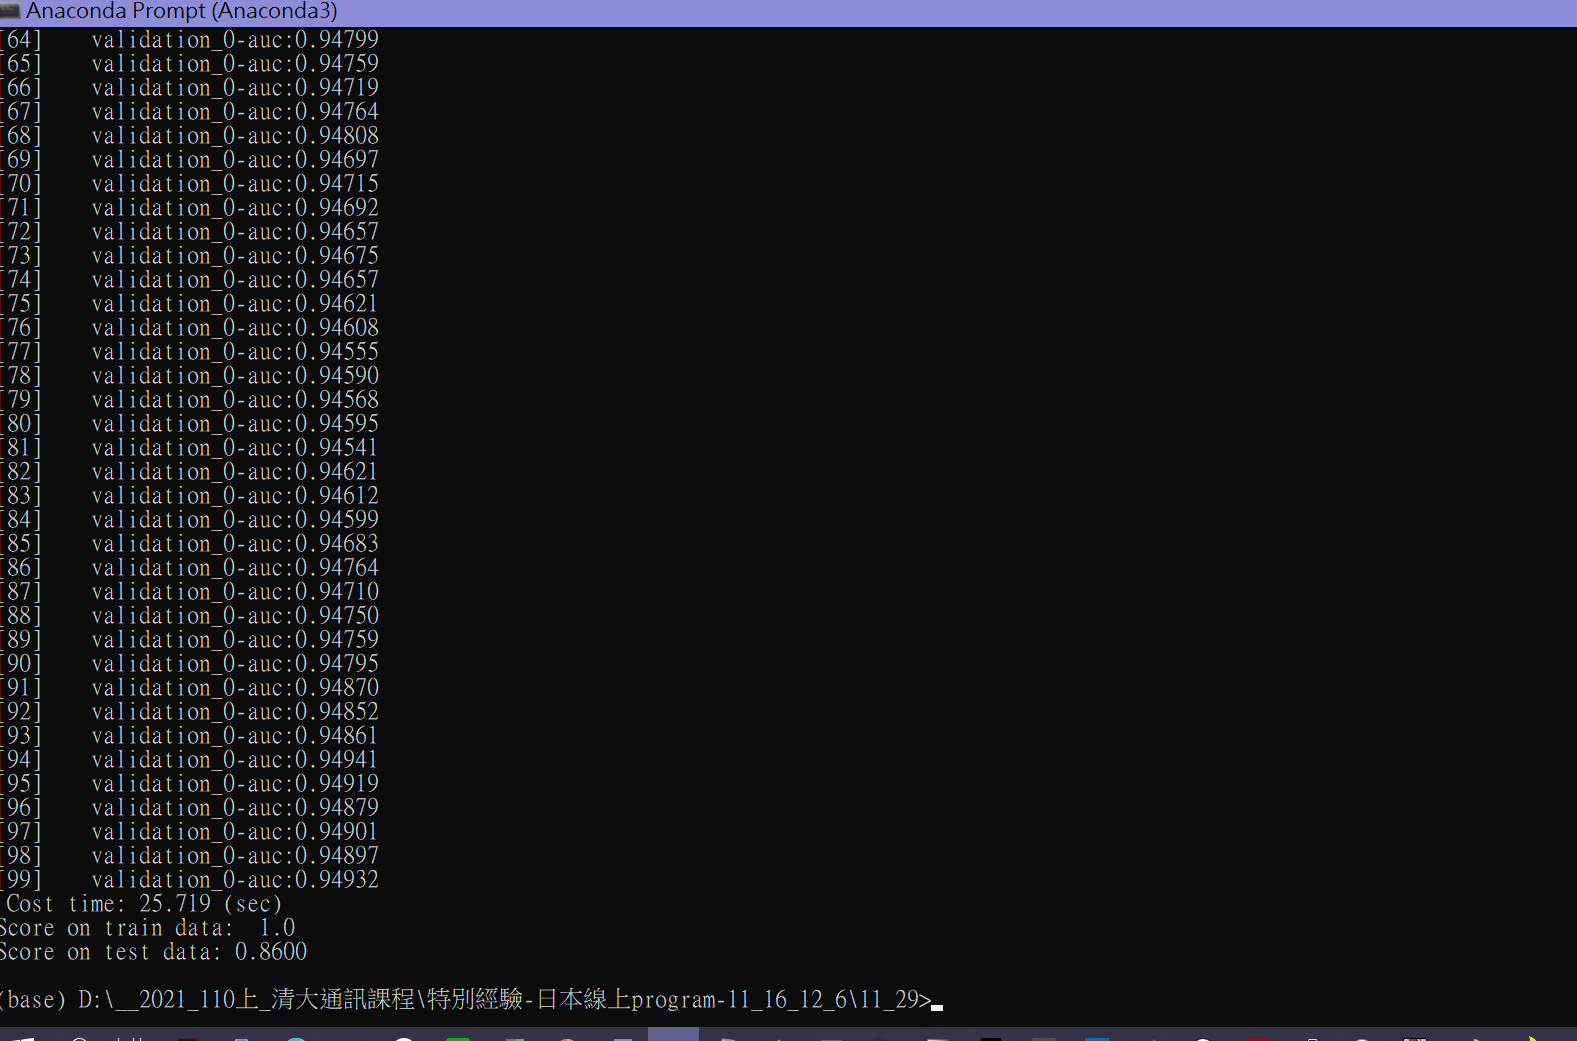 Anaconda Prompt (Anaconda3)
[64]    validation_0-auc:0.94799
[65]    validation_0-auc:0.94759
[66]    validation_0-auc:0.94719
[67]    validation_0-auc:0.94764
[68]    validation_0-auc:0.94808
[69]    validation_0-auc:0.94697
[70]    validation_0-auc:0.94715
[71]    validation_0-auc:0.94692
[72]    validation_0-auc:0.94657
[73]    validation_0-auc:0.94675
[74]    validation_0-auc:0.94657
[75]    validation_0-auc:0.94621
[76]    validation_0-auc:0.94608
[77]    validation_0-auc:0.94555
[78]    validation_0-auc:0.94590
[79]    validation_0-auc:0.94568
[80]    validation_0-auc:0.94595
[81]    validation_0-auc:0.94541
[82]    validation_0-auc:0.94621
[83]    validation_0-auc:0.94612
[84]    validation_0-auc:0.94599
[85]    validation_0-auc:0.94683
[86]    validation_0-auc:0.94764
[87]    validation_0-auc:0.94710
[88]    validation_0-auc:0.94750
[89]    validation_0-auc:0.94759
[90]    validation_0-auc:0.94795
[91]    validation_0-auc:0.94870
[92]    validation_0-auc:0.94852
[93]    validation_0-auc:0.94861
[94]    validation_0-auc:0.94941
[95]    validation_0-auc:0.94919
[96]    validation_0-auc:0.94879
[97]    validation_0-auc:0.94901
[98]    validation_0-auc:0.94897
[99]    validation_0-auc:0.94932
Cost time: 25.719 (sec)
Score on train data:  1.0
Score on test data: 0.8600
(base) D:\__2021_110上_清大通訊課程\特別經驗-日本線上program-11_16_12_6\11_29>